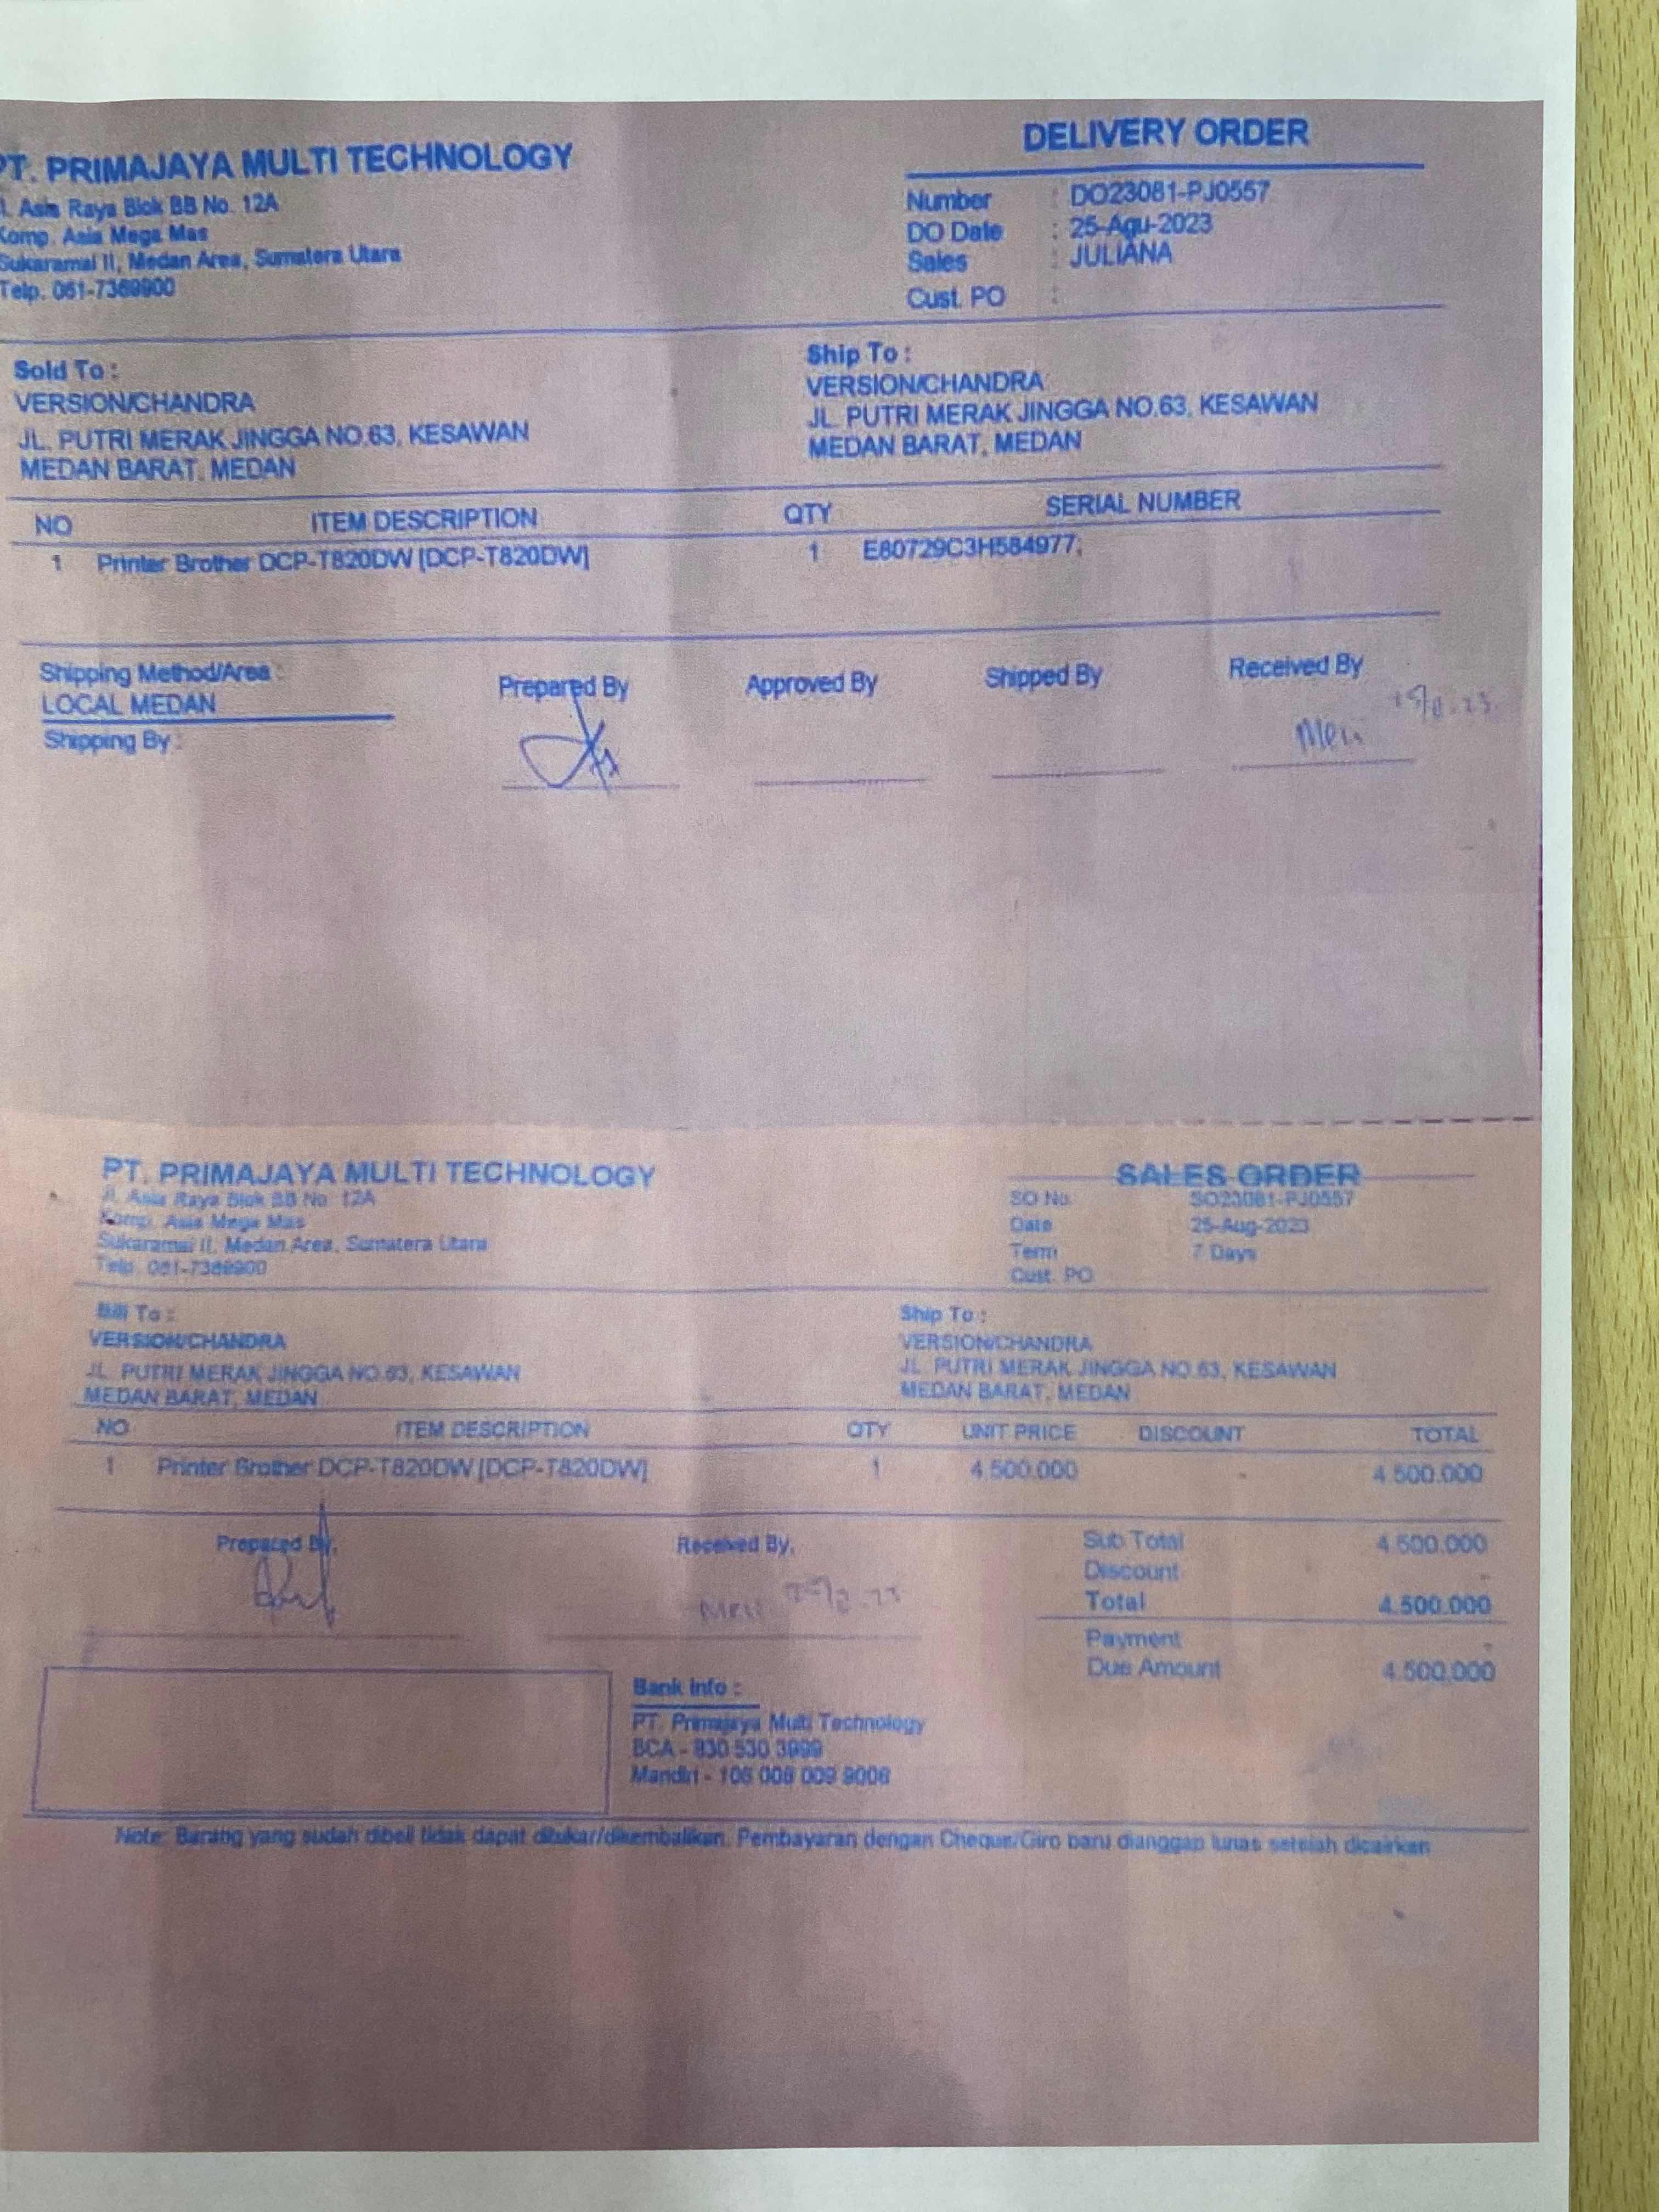 PT. PRIMAJAYA MULTI TECHNOLOGY
Jl. Asia Raya Blok BB No. 12A
Komp. Asia Mega Mas
Sukaramai II, Medan Area, Sumatera Utara
Telp. 061-7369900
DELIVERY ORDER
Number : DO23081-PJ0557
DO Date : 25-Agu-2023
Sales : JULIANA
Cust. PO :
Sold To :
VERSION/CHANDRA
JL. PUTRI MERAK JINGGA NO.63, KESAWAN
MEDAN BARAT, MEDAN
Ship To :
VERSION/CHANDRA
JL. PUTRI MERAK JINGGA NO.63, KESAWAN
MEDAN BARAT, MEDAN
NO ITEM DESCRIPTION QTY SERIAL NUMBER
1 Printer Brother DCP-T820DW [DCP-T820DW] 1 E80729C3H584977;
Shipping Method/Area :
LOCAL MEDAN
Shipping By :
Prepared By Approved By Shipped By Received By
Meri
PT. PRIMAJAYA MULTI TECHNOLOGY
Jl. Asia Raya Blok BB No. 12A
Komp. Asia Mega Mas
Sukaramai II, Medan Area, Sumatera Utara
Telp. 061-7369900
SALES ORDER
SO No. SO23081-PJ0557
Date 25-Aug-2023
Term 7 Days
Cust. PO
Bill To :
VERSION/CHANDRA
JL. PUTRI MERAK JINGGA NO.63, KESAWAN
MEDAN BARAT, MEDAN
Ship To :
VERSION/CHANDRA
JL. PUTRI MERAK JINGGA NO.63, KESAWAN
MEDAN BARAT, MEDAN
NO ITEM DESCRIPTION QTY UNIT PRICE DISCOUNT TOTAL
1 Printer Brother DCP-T820DW [DCP-T820DW] 1 4.500.000 - 4.500.000
Prepared By,
Received By,
Meri
Sub Total 4.500.000
Discount -
Total 4.500.000
Payment -
Due Amount 4.500.000
Bank info :
PT. Primajaya Multi Technology
BCA - 830 530 3999
Mandiri - 106 006 009 9006
Note: Barang yang sudah dibeli tidak dapat ditukar/dikembalikan. Pembayaran dengan Cheque/Giro baru dianggap lunas setelah dicairkan